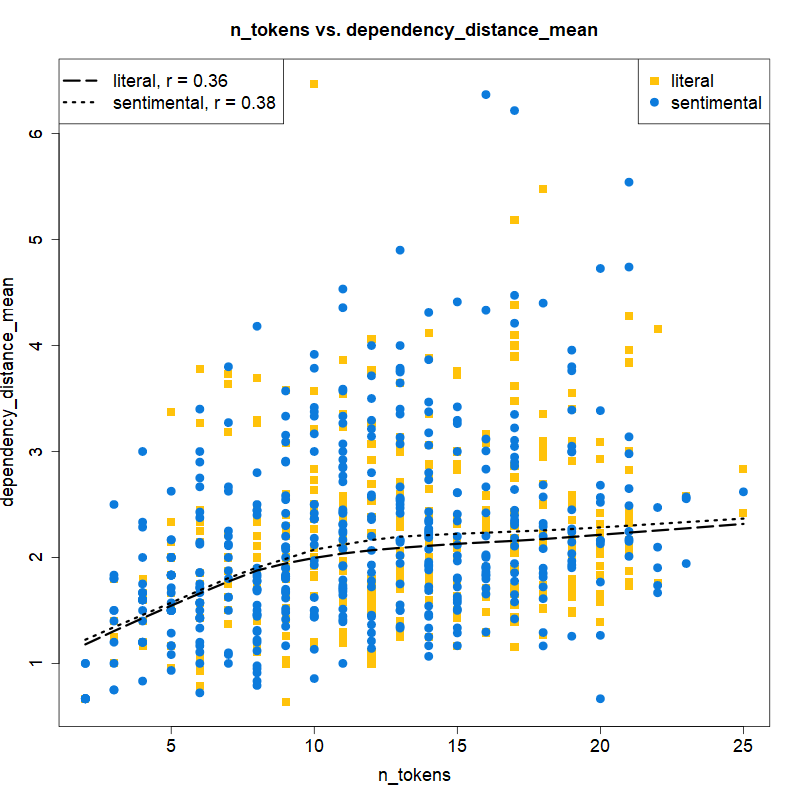 n_tokens vs. dependency_distance_mean
literal, r = 0.36
sentimental, r = 0.38
literal
sentimental
dependency_distance_mean
6
5
4
3
2
1
5
10
15
20
25
n_tokens